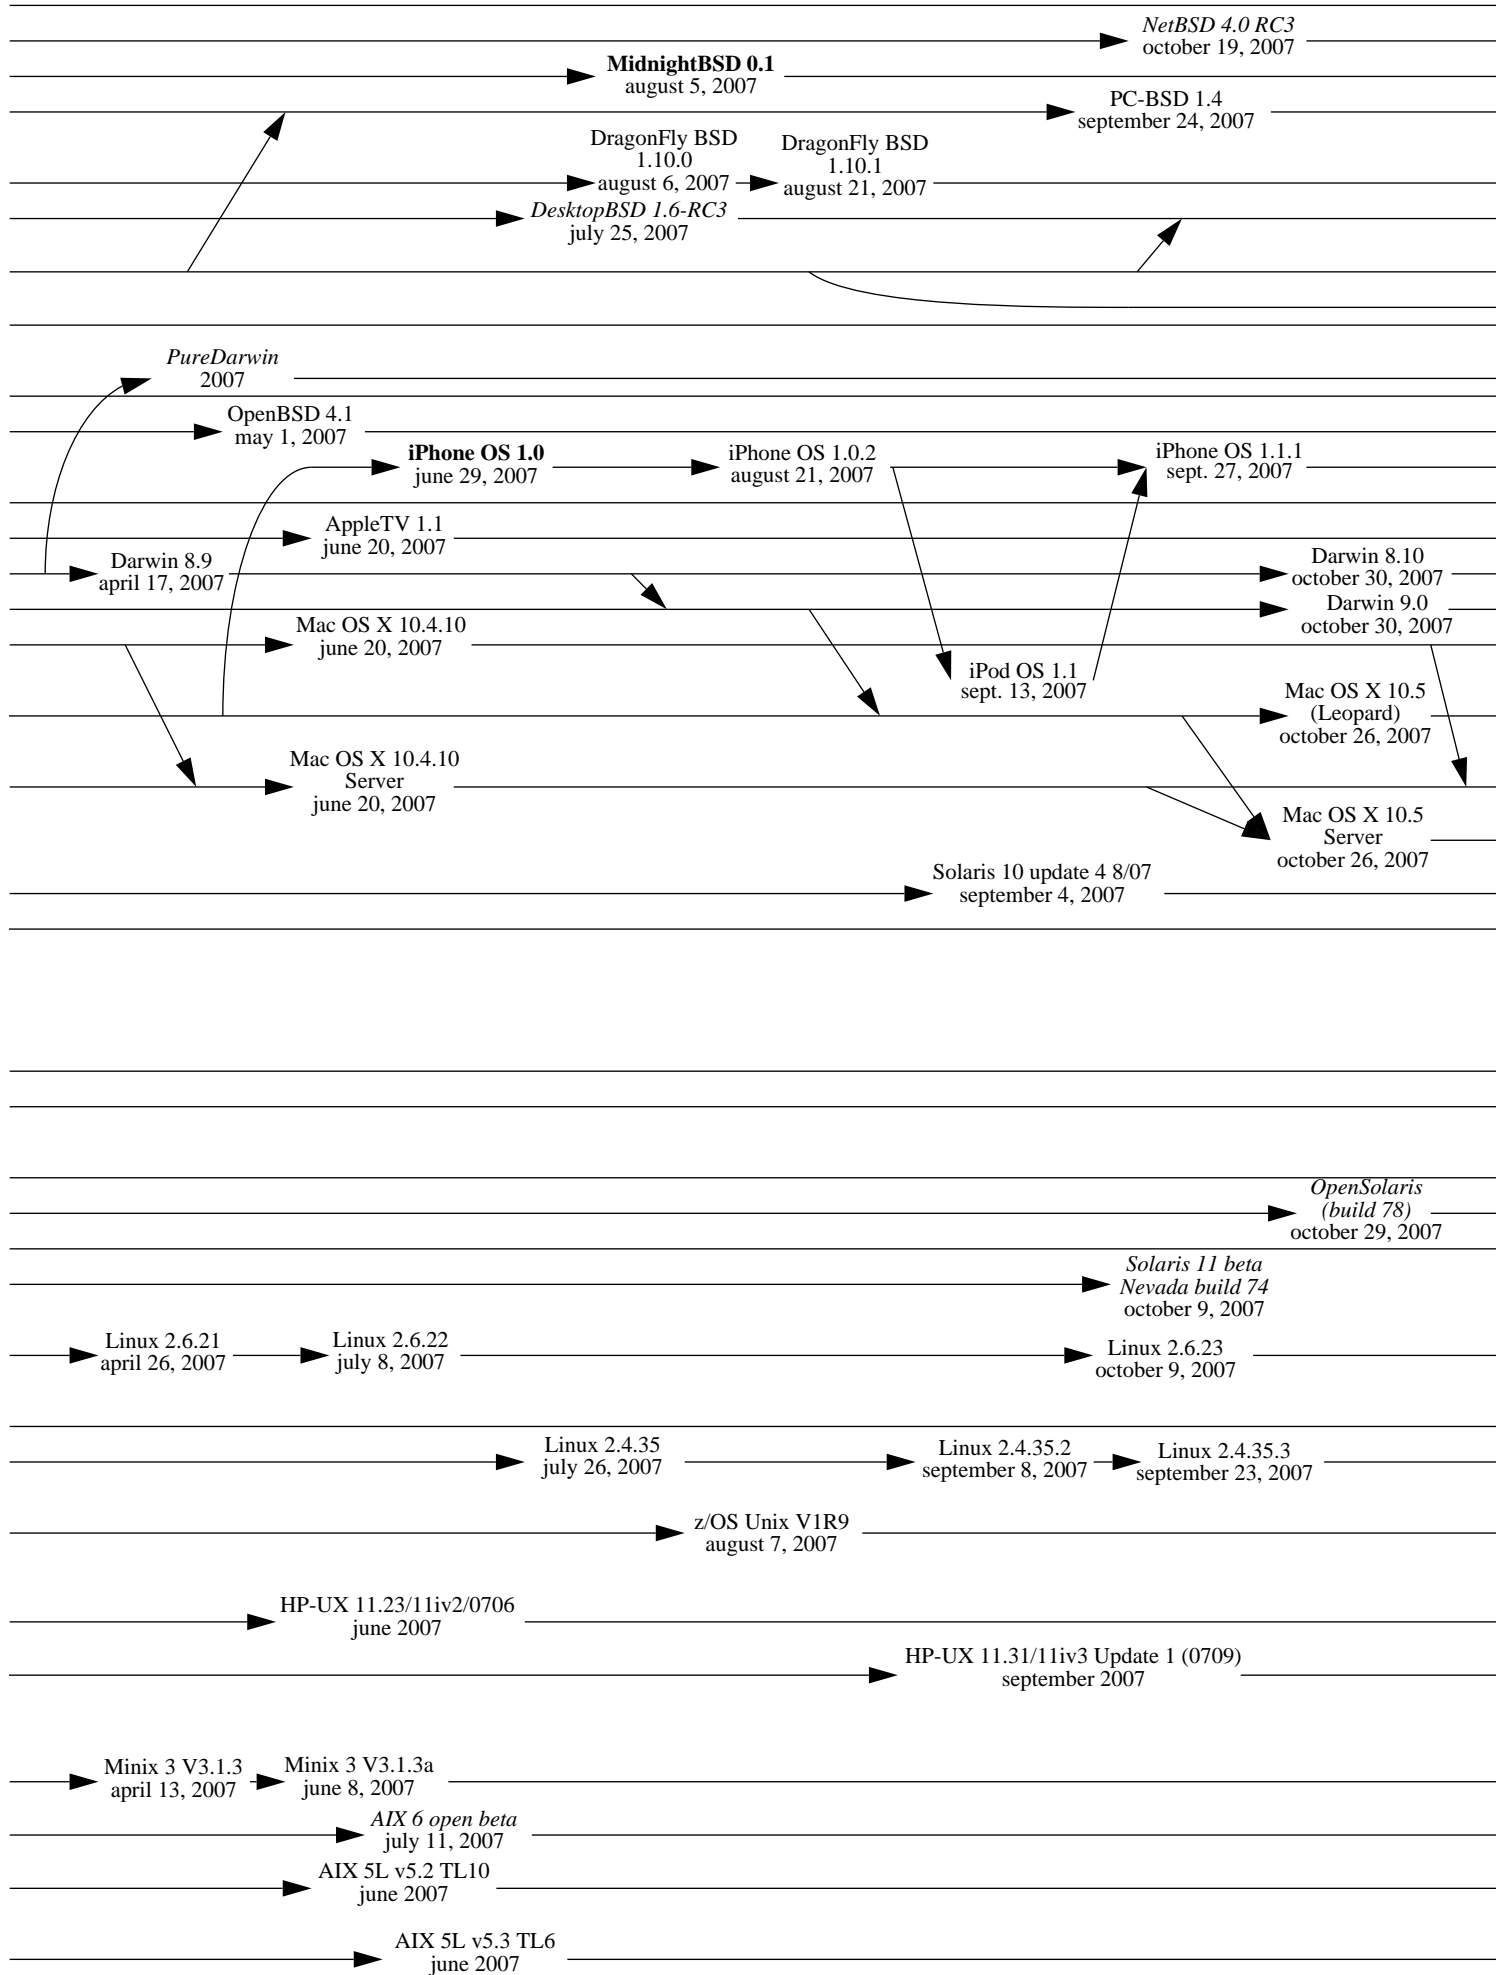 NetBSD 4.0 RC3
october 19, 2007
MidnightBSD 0.1
august 5, 2007
PC-BSD 1.4
september 24, 2007
DragonFly BSD
1.10.0
august 6, 2007
DragonFly BSD
1.10.1
august 21, 2007
DesktopBSD 1.6-RC3
july 25, 2007
PureDarwin
2007
OpenBSD 4.1
may 1, 2007
iPhone OS 1.0
june 29, 2007
iPhone OS 1.0.2
august 21, 2007
iPhone OS 1.1.1
sept. 27, 2007
AppleTV 1.1
june 20, 2007
Darwin 8.9
april 17, 2007
Darwin 8.10
october 30, 2007
Darwin 9.0
october 30, 2007
Mac OS X 10.4.10
june 20, 2007
iPod OS 1.1
sept. 13, 2007
Mac OS X 10.5
(Leopard)
october 26, 2007
Mac OS X 10.4.10
Server
june 20, 2007
Mac OS X 10.5
Server
october 26, 2007
Solaris 10 update 4 8/07
september 4, 2007
OpenSolaris
(build 78)
october 29, 2007
Solaris 11 beta
Nevada build 74
october 9, 2007
Linux 2.6.21
april 26, 2007
Linux 2.6.22
july 8, 2007
Linux 2.6.23
october 9, 2007
Linux 2.4.35
july 26, 2007
Linux 2.4.35.2
september 8, 2007
Linux 2.4.35.3
september 23, 2007
z/OS Unix V1R9
august 7, 2007
HP-UX 11.23/11iv2/0706
june 2007
HP-UX 11.31/11iv3 Update 1 (0709)
september 2007
Minix 3 V3.1.3
april 13, 2007
Minix 3 V3.1.3a
june 8, 2007
AIX 6 open beta
july 11, 2007
AIX 5L v5.2 TL10
june 2007
AIX 5L v5.3 TL6
june 2007